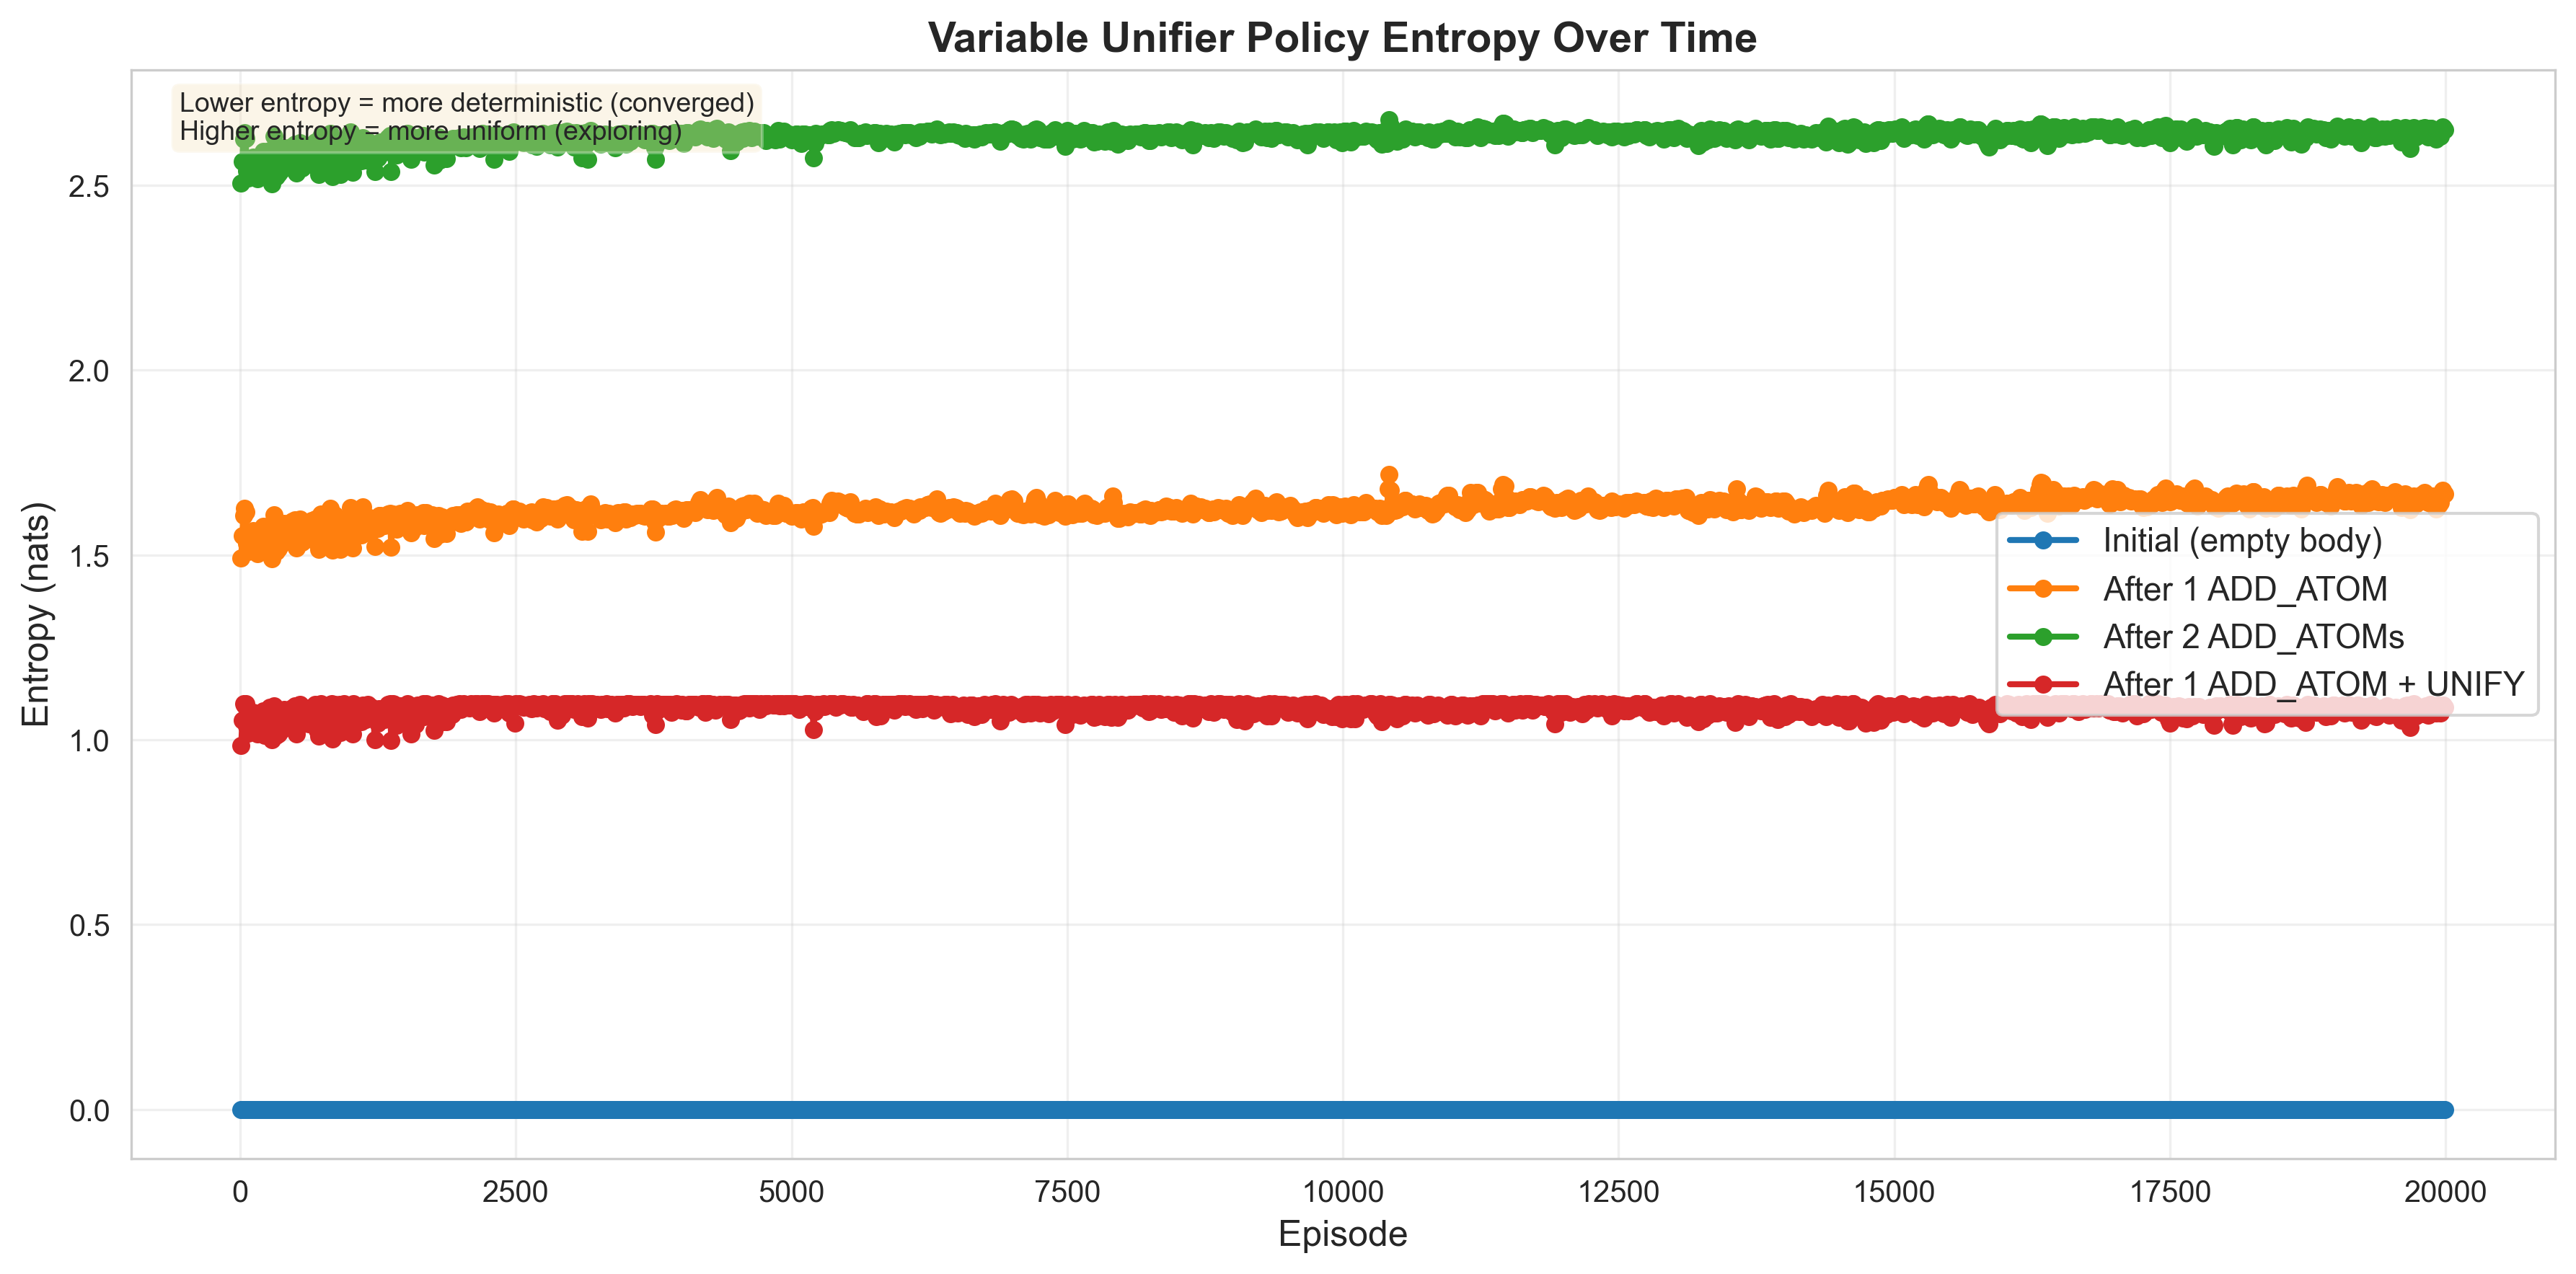 Variable Unifier Policy Entropy Over Time
Lower entropy = more deterministic (converged)
Higher entropy = more uniform (exploring)
Entropy (nats)
2.5
2.0
1.5
1.0
0.5
0.0
Initial (empty body)
After 1 ADD_ATOM
After 2 ADD_ATOMs
After 1 ADD_ATOM + UNIFY
0 2500 5000 7500 10000 12500 15000 17500 20000
Episode